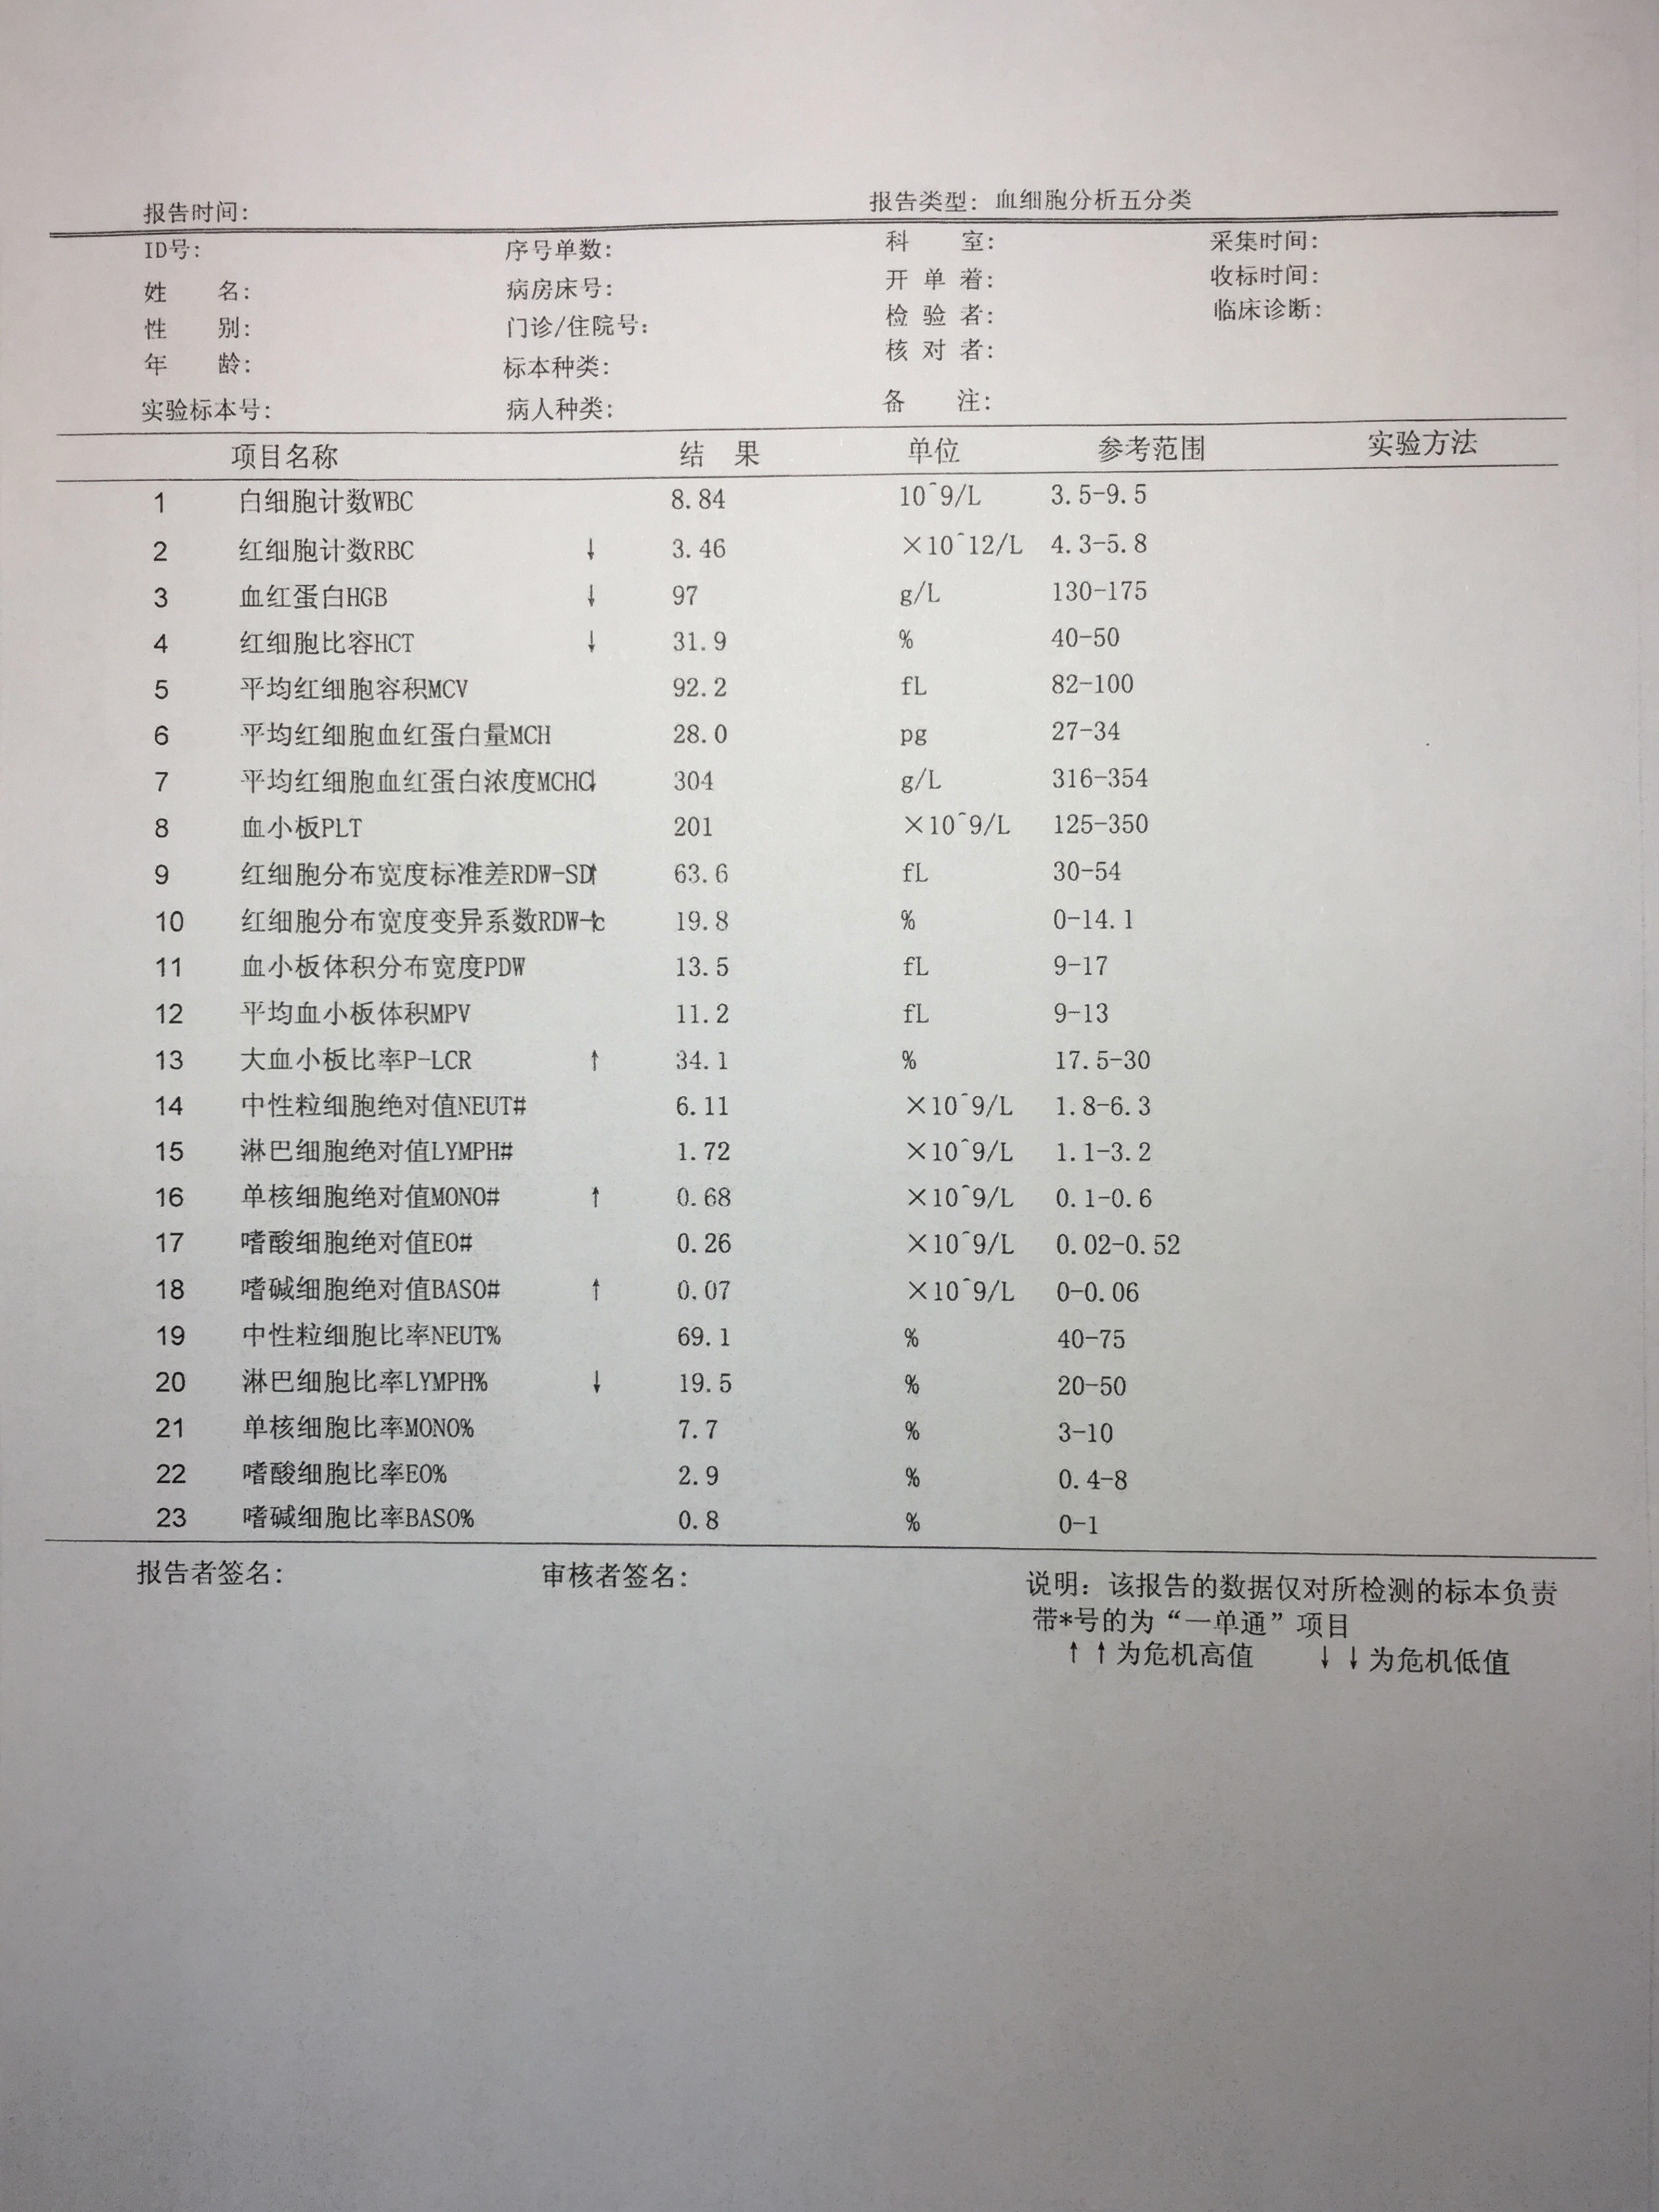 报告时间: 报告类型: 血细胞分析五分类
ID号: 序号单数: 科 室: 采集时间:
姓 名: 病房床号: 开 单 着: 收标时间:
性 别: 门诊/住院号: 检 验 者: 临床诊断:
年 龄: 标本种类: 核 对 者:
实验标本号: 病人种类: 备 注:
项目名称 结 果 单位 参考范围 实验方法
1 白细胞计数WBC 8.84 10^9/L 3.5-9.5
2 红细胞计数RBC ↓ 3.46 ×10^12/L 4.3-5.8
3 血红蛋白HGB ↓ 97 g/L 130-175
4 红细胞比容HCT ↓ 31.9 % 40-50
5 平均红细胞容积MCV 92.2 fL 82-100
6 平均红细胞血红蛋白量MCH 28.0 pg 27-34
7 平均红细胞血红蛋白浓度MCHC↓ 304 g/L 316-354
8 血小板PLT 201 ×10^9/L 125-350
9 红细胞分布宽度标准差RDW-SD↑ 63.6 fL 30-54
10 红细胞分布宽度变异系数RDW-↑c 19.8 % 0-14.1
11 血小板体积分布宽度PDW 13.5 fL 9-17
12 平均血小板体积MPV 11.2 fL 9-13
13 大血小板比率P-LCR ↑ 34.1 % 17.5-30
14 中性粒细胞绝对值NEUT# 6.11 ×10^9/L 1.8-6.3
15 淋巴细胞绝对值LYMPH# 1.72 ×10^9/L 1.1-3.2
16 单核细胞绝对值MONO# ↑ 0.68 ×10^9/L 0.1-0.6
17 嗜酸细胞绝对值EO# 0.26 ×10^9/L 0.02-0.52
18 嗜碱细胞绝对值BASO# ↑ 0.07 ×10^9/L 0-0.06
19 中性粒细胞比率NEUT% 69.1 % 40-75
20 淋巴细胞比率LYMPH% ↓ 19.5 % 20-50
21 单核细胞比率MONO% 7.7 % 3-10
22 嗜酸细胞比率EO% 2.9 % 0.4-8
23 嗜碱细胞比率BASO% 0.8 % 0-1
报告者签名: 审核者签名: 说明: 该报告的数据仅对所检测的标本负责
带*号的为“一单通”项目
↑↑为危机高值 ↓↓为危机低值